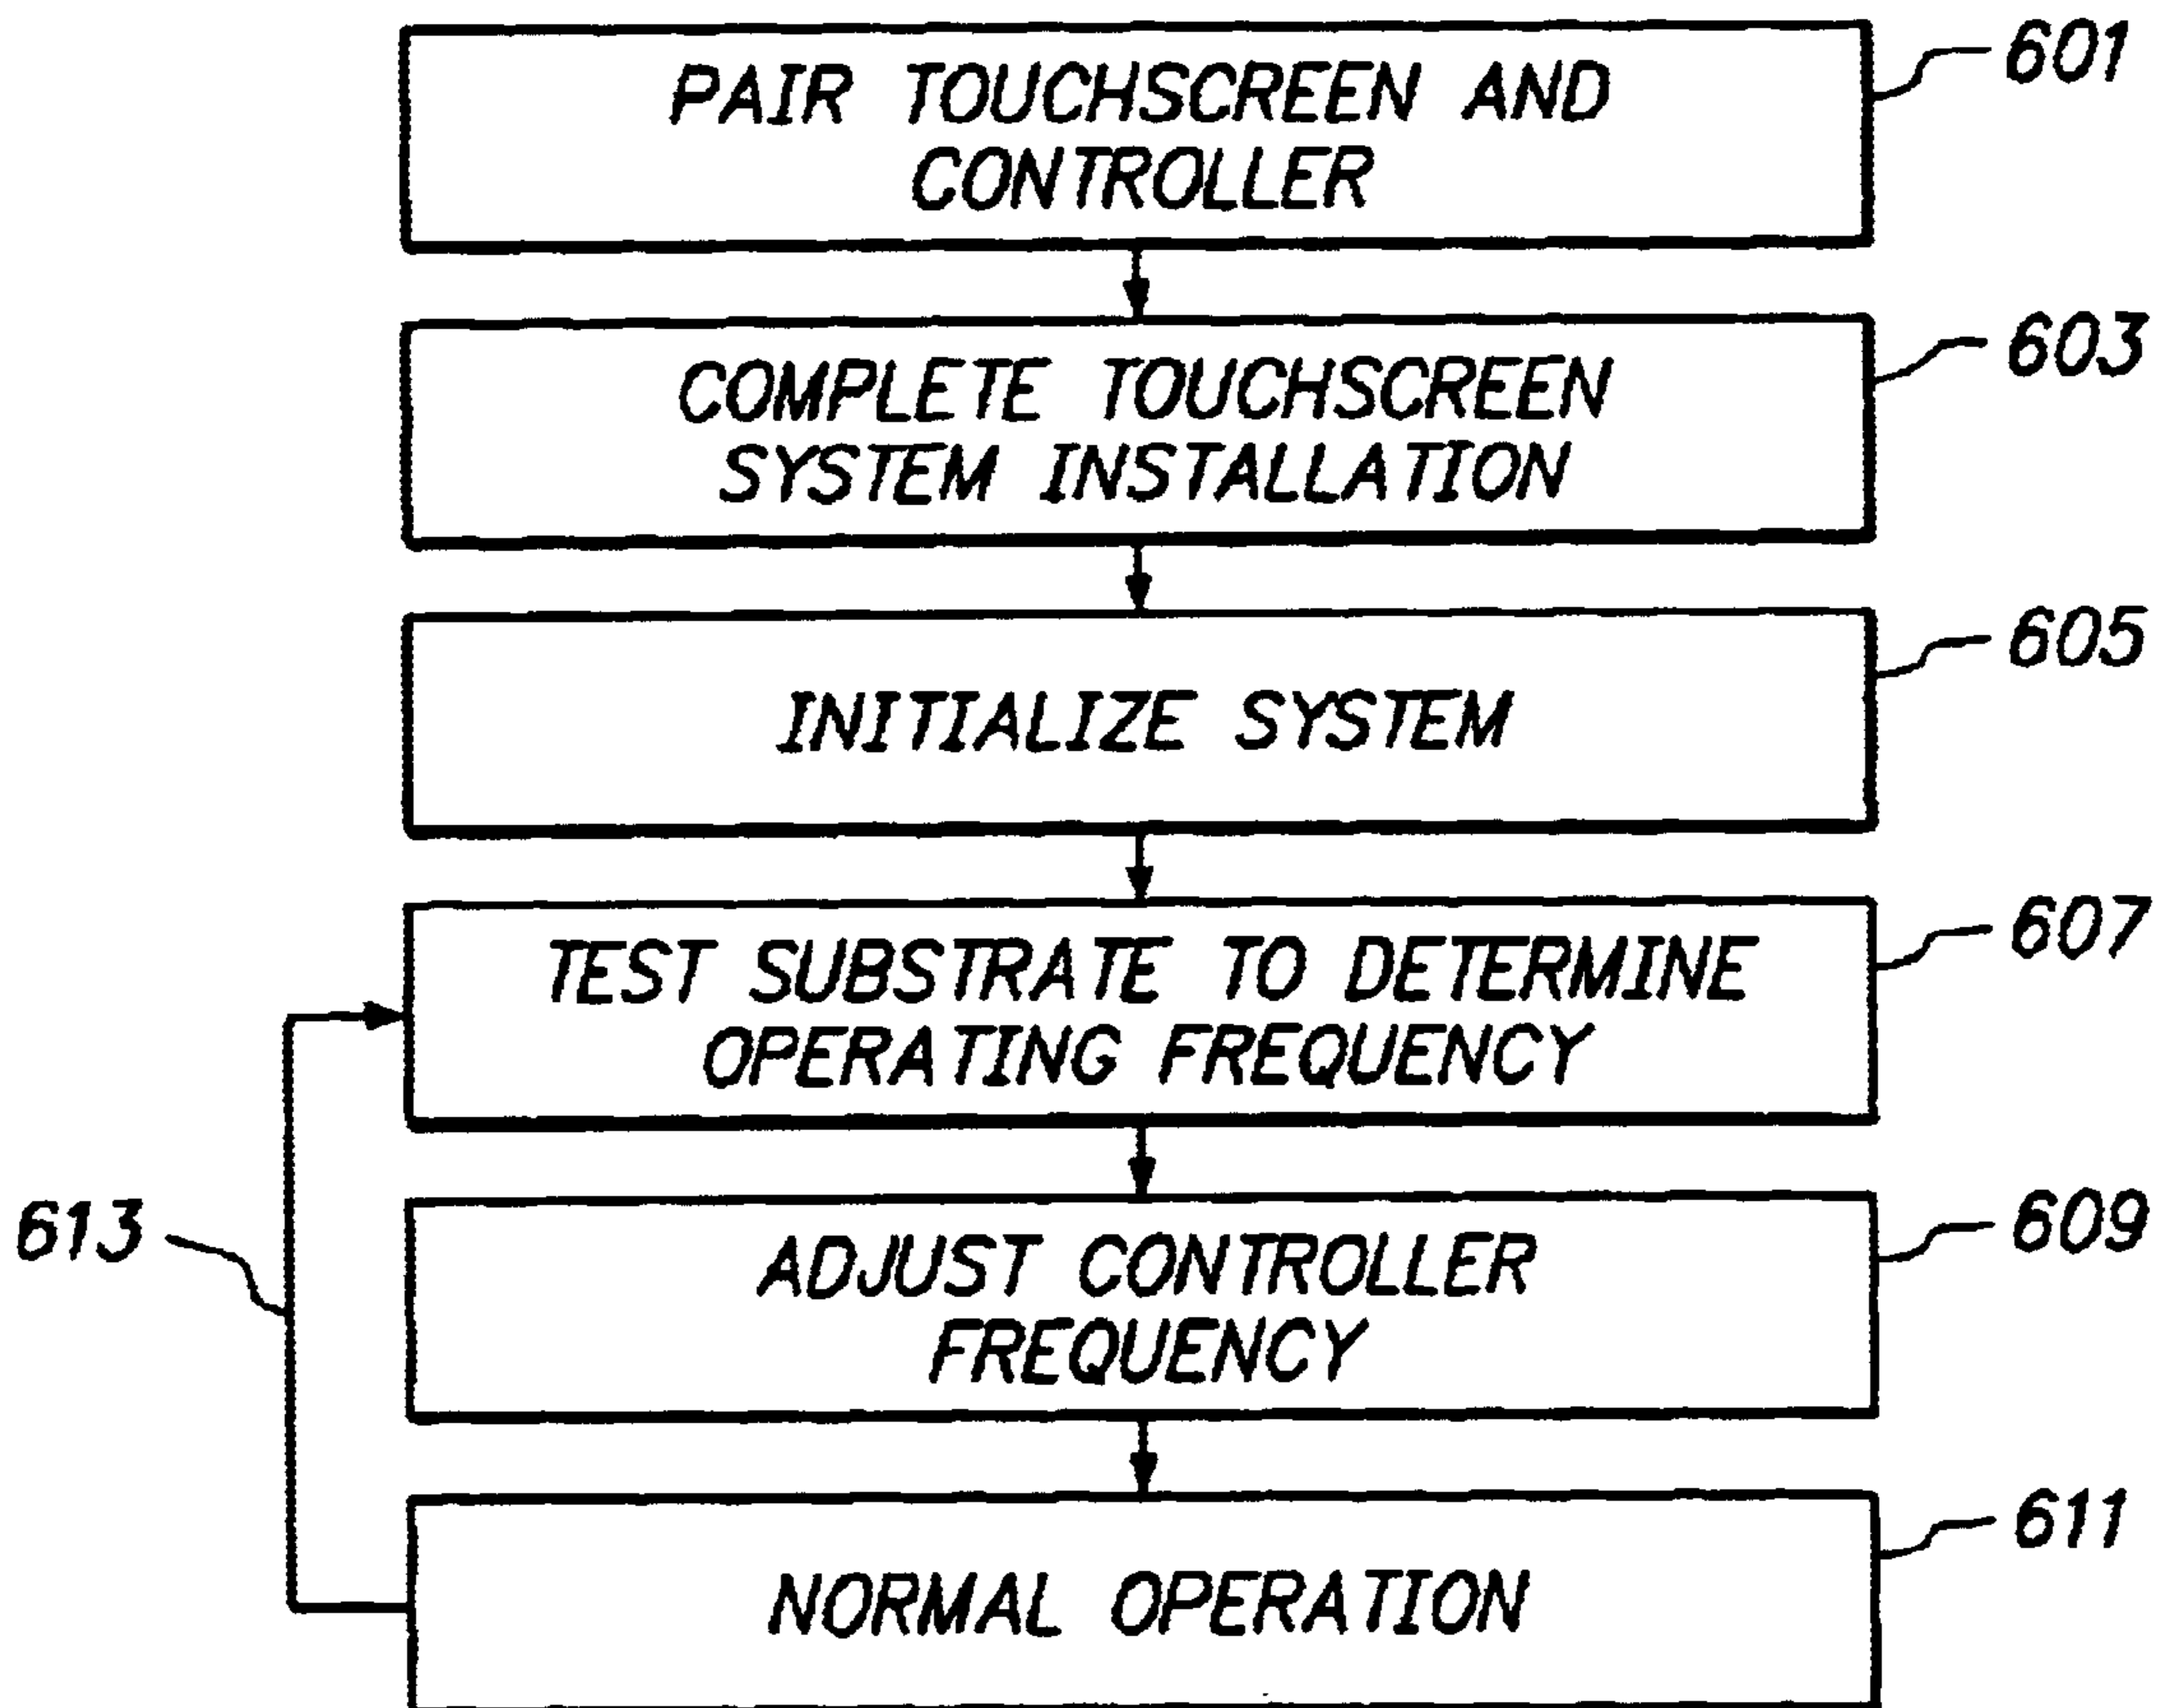 PAIR TOUCHSCREEN AND
CONTROLLER
601
COMPLETE TOUCHSCREEN
SYSTEM INSTALLATION
603
INITIALIZE SYSTEM
605
TEST SUBSTRATE TO DETERMINE
OPERATING FREQUENCY
607
ADJUST CONTROLLER
FREQUENCY
609
613
NORMAL OPERATION
611